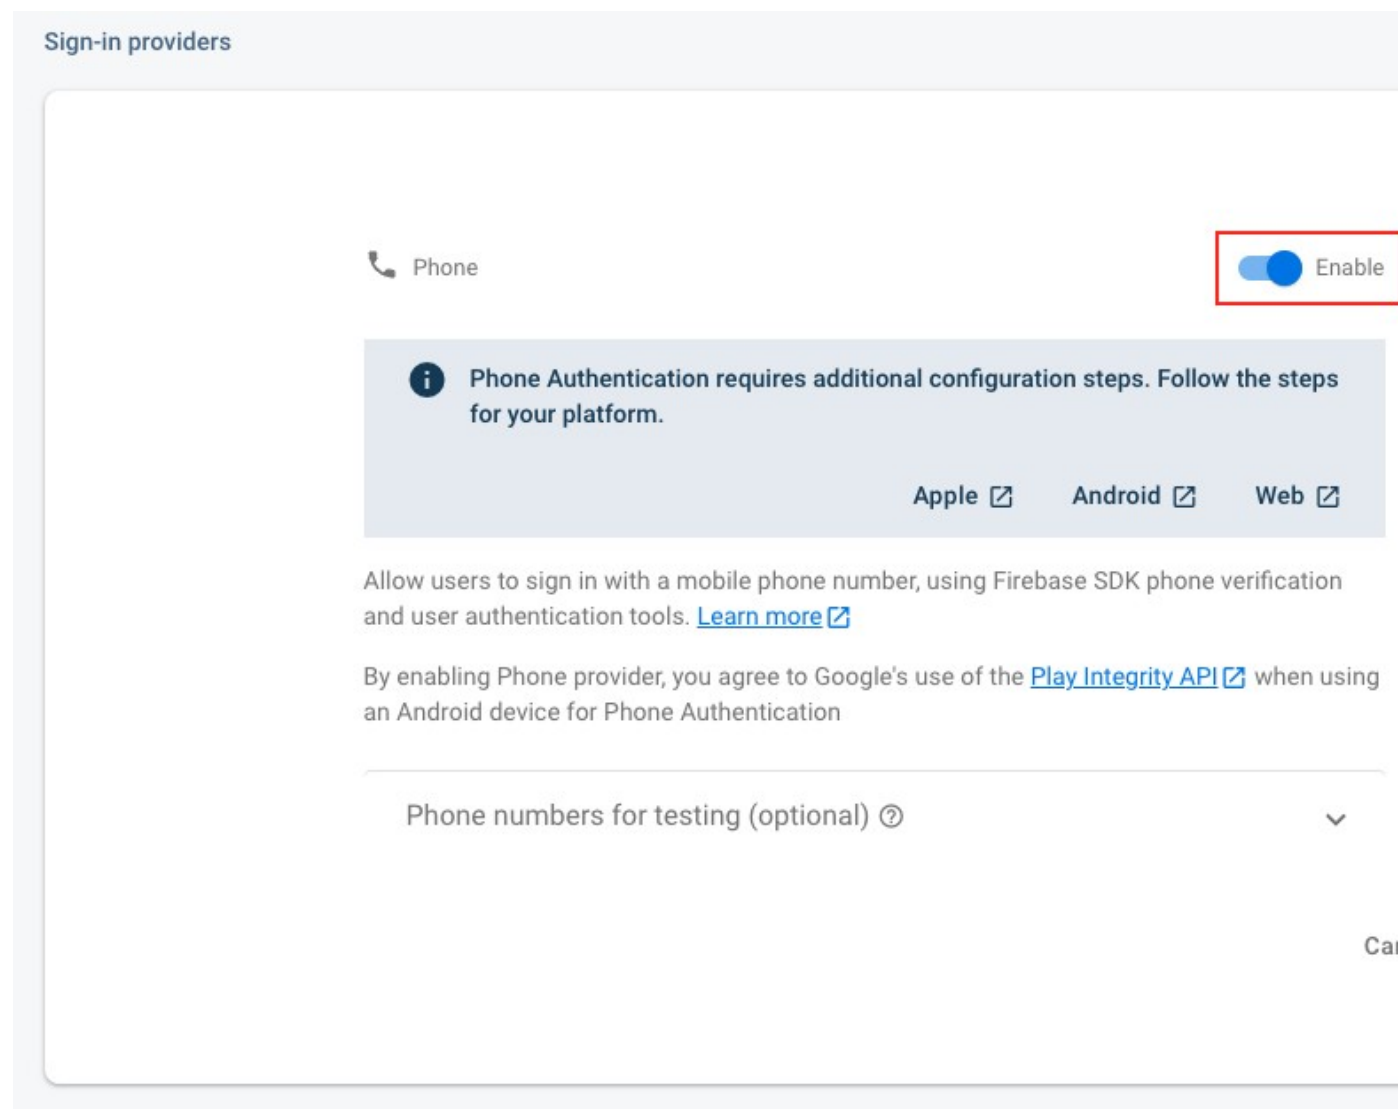 Sign-in providers
Phone
Enable
Phone Authentication requires additional configuration steps. Follow the steps
for your platform.
Apple
Android
Web
Allow users to sign in with a mobile phone number, using Firebase SDK phone verification
and user authentication tools. Learn more
By enabling Phone provider, you agree to Google's use of the Play Integrity API when using
an Android device for Phone Authentication
Phone numbers for testing (optional)